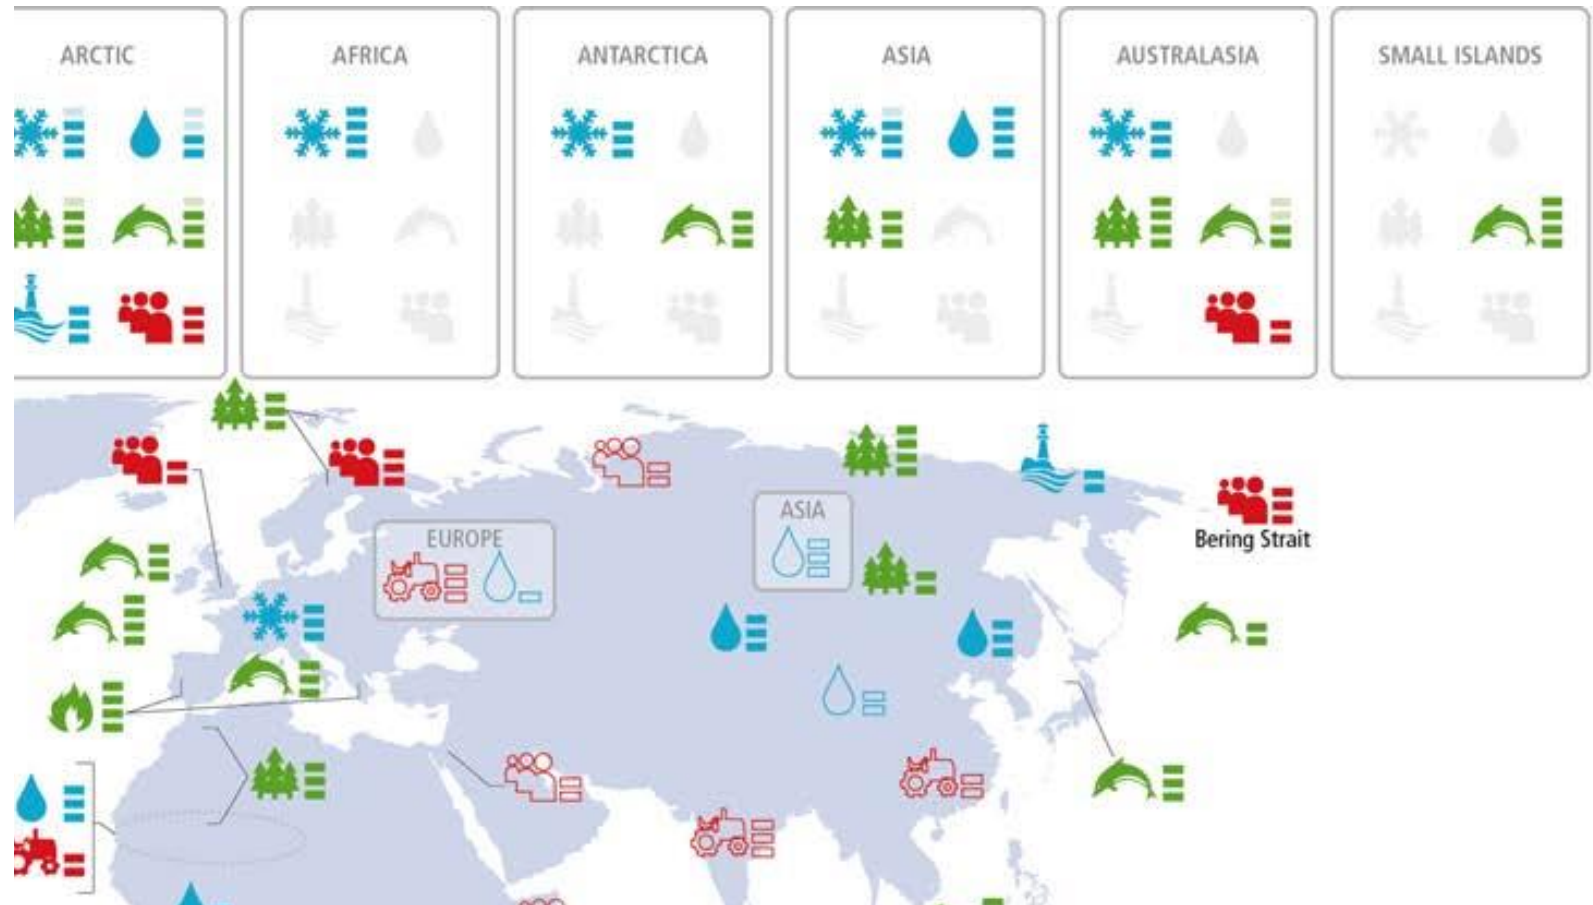 ARCTIC
AFRICA
ANTARCTICA
ASIA
AUSTRALASIA
SMALL ISLANDS
EUROPE
ASIA
Bering Strait